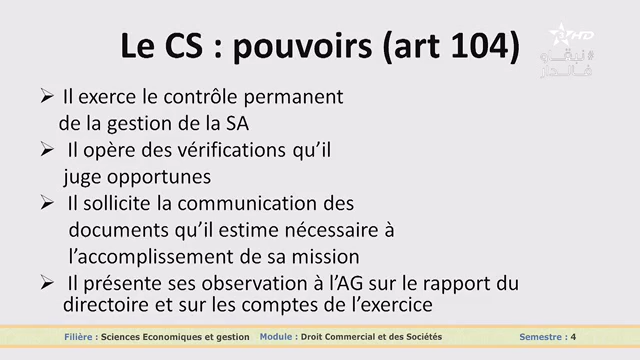 Le CS : pouvoirs (art 104)
HD
#نبقاو
فالدار
➢ Il exerce le contrôle permanent
de la gestion de la SA
➢ Il opère des vérifications qu’il
juge opportunes
➢ Il sollicite la communication des
documents qu’il estime nécessaire à
l’accomplissement de sa mission
➢ Il présente ses observation à l’AG sur le rapport du
directoire et sur les comptes de l’exercice
Filière : Sciences Economiques et gestion Module : Droit Commercial et des Sociétés Semestre : 4